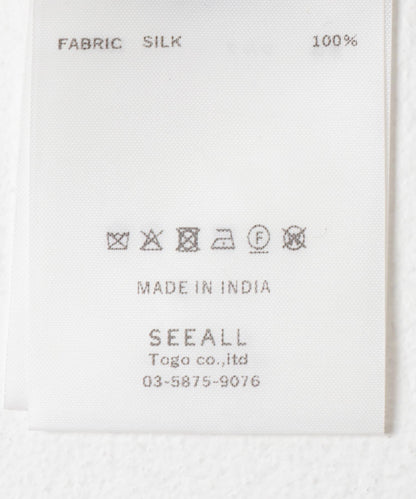 FABRIC SILK 100%
F W
MADE IN INDIA
SEEALL
Togo co.,ltd
03-5875-9076